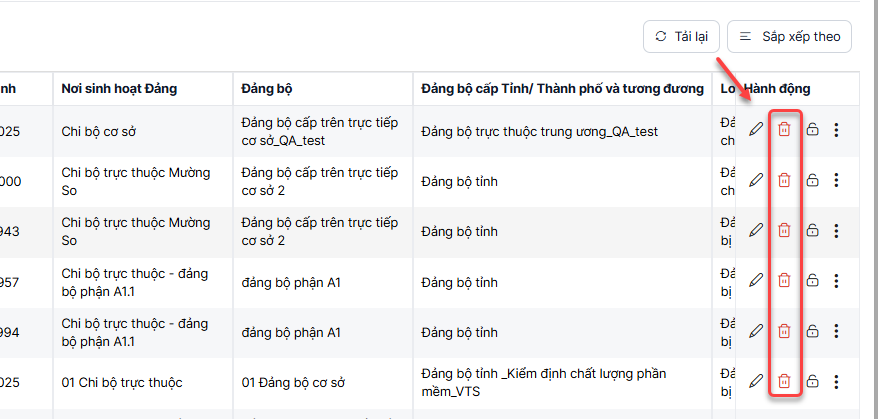 Tải lại
Sắp xếp theo
nh
Nơi sinh hoạt Đảng
Đảng bộ
Đảng bộ cấp Tỉnh/ Thành phố và tương đương
Lo
Hành động
025
Chi bộ cơ sở
Đảng bộ cấp trên trực tiếp
cơ sở_QA_test
Đảng bộ trực thuộc trung ương_QA_test
Đả
ch
000
Chi bộ trực thuộc Mường
So
Đảng bộ cấp trên trực tiếp
cơ sở 2
Đảng bộ tỉnh
Đả
ch
943
Chi bộ trực thuộc Mường
So
Đảng bộ cấp trên trực tiếp
cơ sở 2
Đảng bộ tỉnh
Đả
bị
957
Chi bộ trực thuộc - đảng
bộ phận A1.1
đảng bộ phận A1
Đảng bộ tỉnh
Đả
bị
994
Chi bộ trực thuộc - đảng
bộ phận A1.1
đảng bộ phận A1
Đảng bộ tỉnh
Đả
bị
025
01 Chi bộ trực thuộc
01 Đảng bộ cơ sở
Đảng bộ tỉnh _Kiểm định chất lượng phần
mềm_VTS
Đả
bị